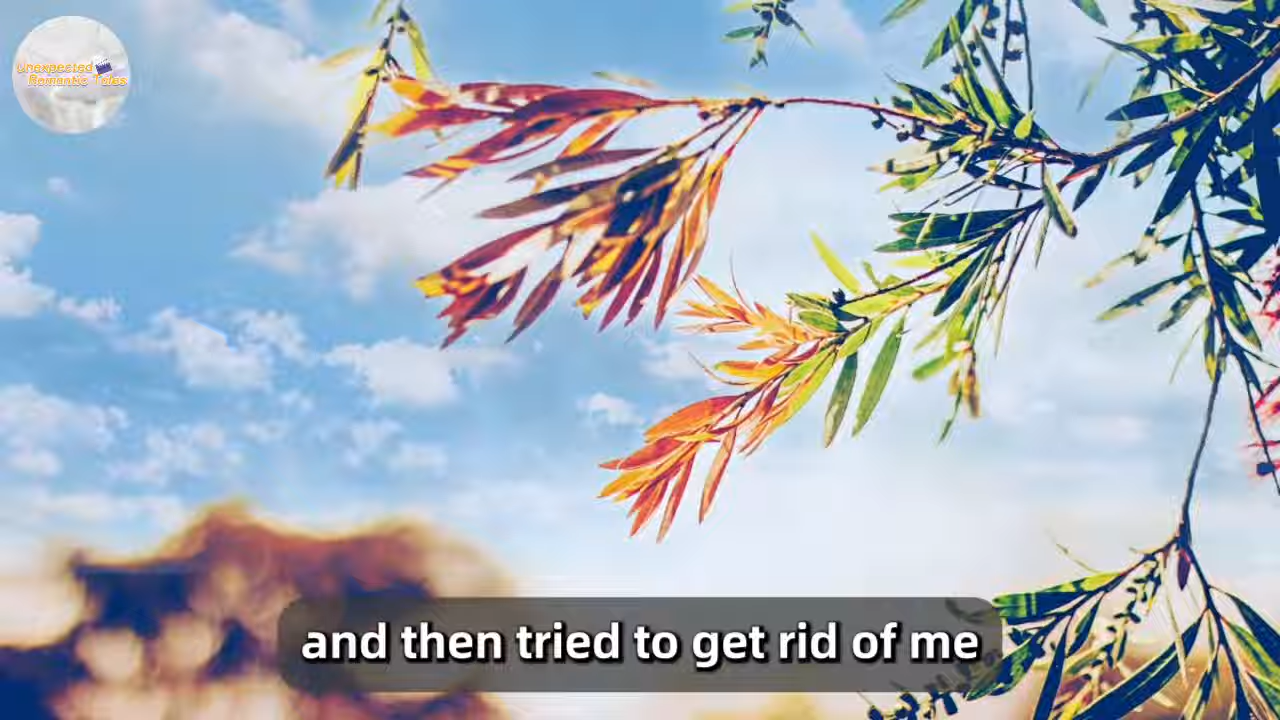 Unexpected
Romantic Tales
and then tried to get rid of me